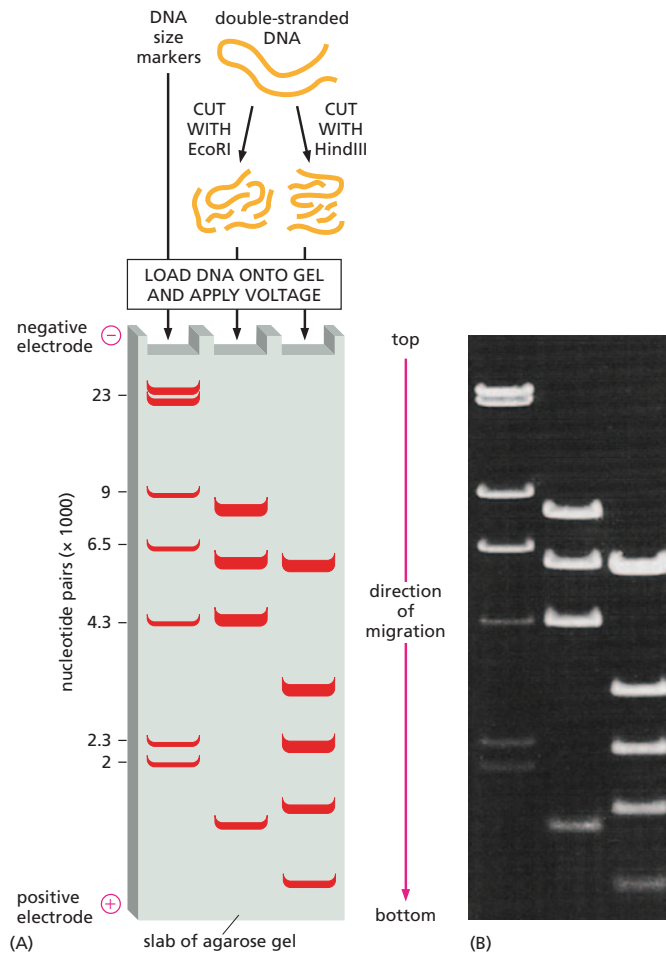 DNA
size
markers
double-stranded
DNA
CUT
WITH
EcoRI
CUT
WITH
HindIII
LOAD DNA ONTO GEL
AND APPLY VOLTAGE
negative
electrode
−
top
23
9
6.5
4.3
2.3
2
nucleotide pairs (× 1000)
direction
of
migration
positive
electrode
+
bottom
slab of agarose gel
(A)
(B)